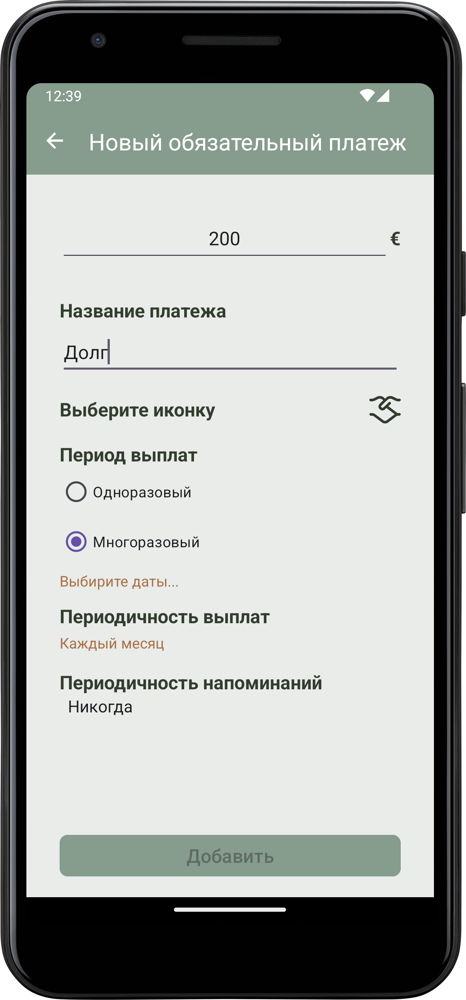 12:39
Новый обязательный платеж
200 €
Название платежа
Долг
Выберите иконку
Период выплат
Одноразовый
Многоразовый
Выбирите даты...
Периодичность выплат
Каждый месяц
Периодичность напоминаний
Никогда
Добавить